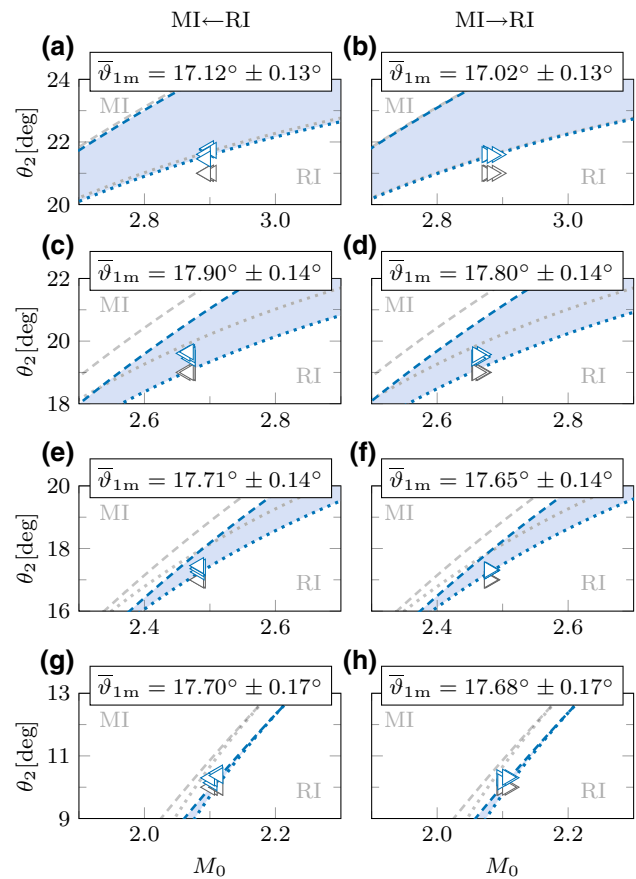 MI←RI
MI→RI
(a)
(b)
ϑ̅₁ₘ = 17.12° ± 0.13°
ϑ̅₁ₘ = 17.02° ± 0.13°
24
22
20
θ₂[deg]
MI
RI
MI
RI
2.8
3.0
2.8
3.0
(c)
(d)
ϑ̅₁ₘ = 17.90° ± 0.14°
ϑ̅₁ₘ = 17.80° ± 0.14°
22
20
18
θ₂[deg]
MI
RI
MI
RI
2.6
2.8
2.6
2.8
(e)
(f)
ϑ̅₁ₘ = 17.71° ± 0.14°
ϑ̅₁ₘ = 17.65° ± 0.14°
20
18
16
θ₂[deg]
MI
RI
MI
RI
2.4
2.6
2.4
2.6
(g)
(h)
ϑ̅₁ₘ = 17.70° ± 0.17°
ϑ̅₁ₘ = 17.68° ± 0.17°
13
11
9
θ₂[deg]
MI
RI
MI
RI
2.0
2.2
2.0
2.2
M₀
M₀